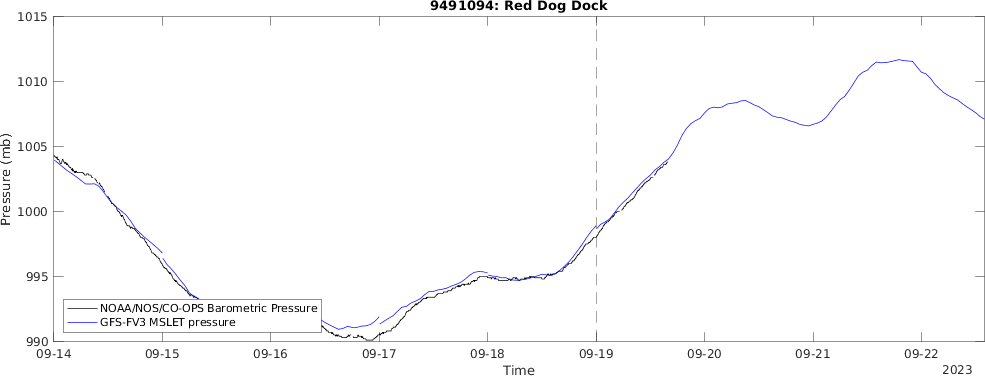 9491094: Red Dog Dock
1015
1010
1005
1000
995
990
Pressure (mb)
NOAA/NOS/CO-OPS Barometric Pressure
GFS-FV3 MSLET pressure
09-14 09-15 09-16 09-17 09-18 09-19 09-20 09-21 09-22
Time
2023